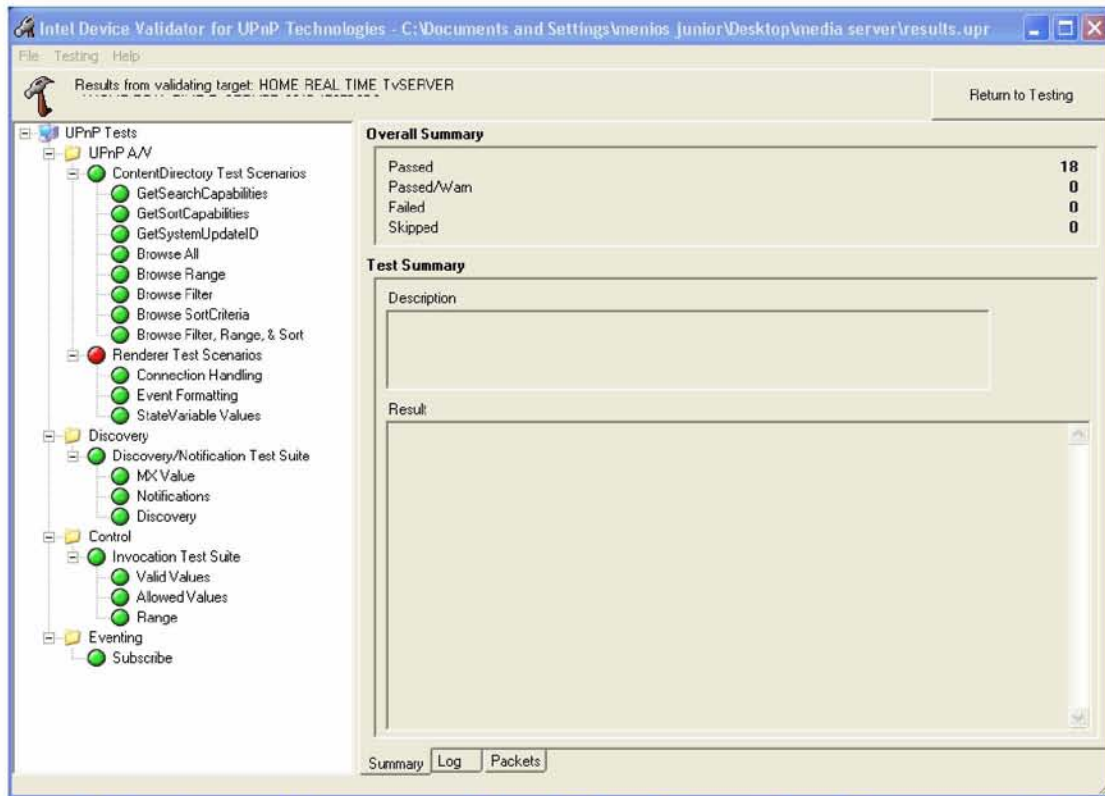 Intel Device Validator for UPnP Technologies - C:\Documents and Settings\menios junior\Desktop\media server\results.upr
File Testing Help
Results from validating target: HOME REAL TIME TvSERVER
Return to Testing
UPnP Tests
UPnP A/V
ContentDirectory Test Scenarios
GetSearchCapabilities
GetSortCapabilities
GetSystemUpdateID
Browse All
Browse Range
Browse Filter
Browse SortCriteria
Browse Filter, Range, & Sort
Renderer Test Scenarios
Connection Handling
Event Formatting
StateVariable Values
Discovery
Discovery/Notification Test Suite
MX Value
Notifications
Discovery
Control
Invocation Test Suite
Valid Values
Allowed Values
Range
Eventing
Subscribe
Overall Summary
Passed 18
Passed/Warn 0
Failed 0
Skipped 0
Test Summary
Description
Result
Summary Log Packets